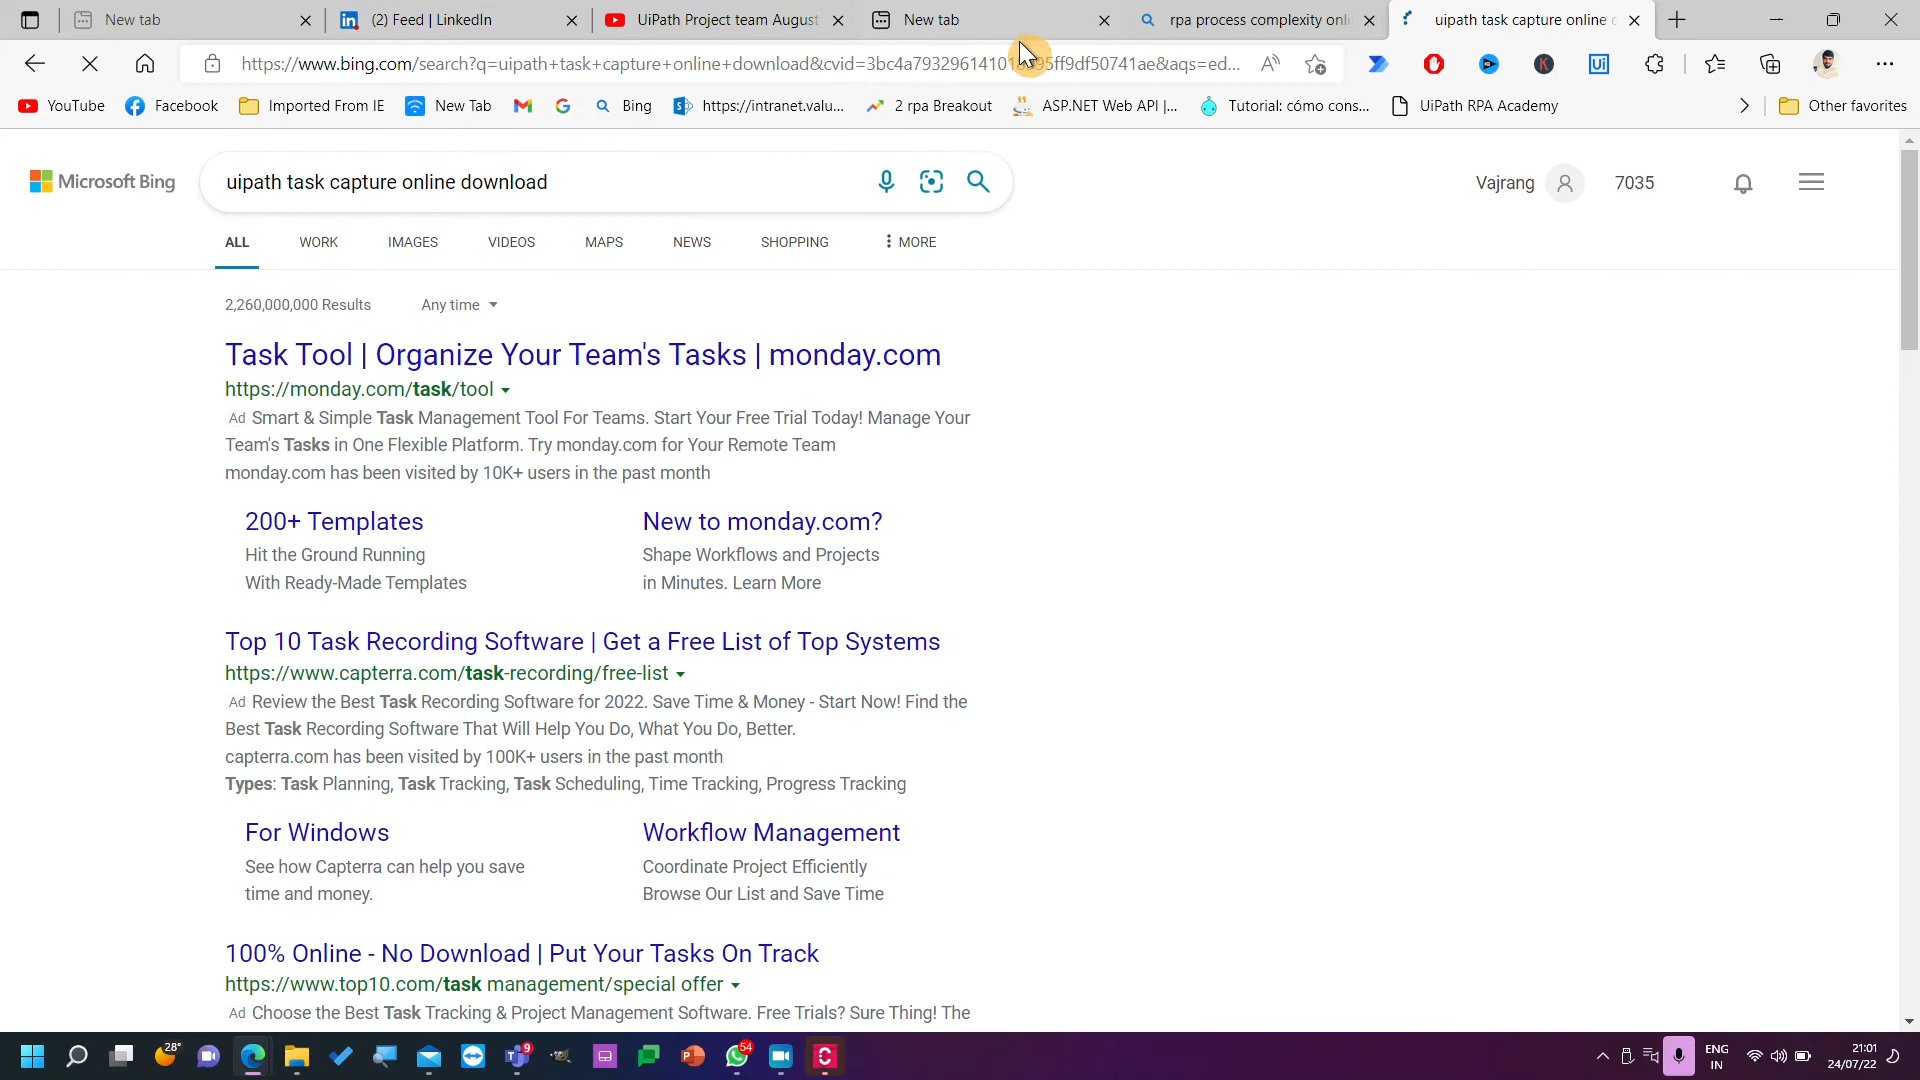 New tab
(2) Feed | LinkedIn
UiPath Project team August
New tab
rpa process complexity onli
uipath task capture online
https://www.bing.com/search?q=uipath+task+capture+online+download&cvid=3bc4a7932961410
5ff9df50741ae&aqs=ed...
YouTube
Facebook
Imported From IE
New Tab
Bing
https://intranet.valu...
2 rpa Breakout
ASP.NET Web API |...
Tutorial: cómo cons...
UiPath RPA Academy
Other favorites
Microsoft Bing
uipath task capture online download
Vajrang
7035
ALL
WORK
IMAGES
VIDEOS
MAPS
NEWS
SHOPPING
MORE
2,260,000,000 Results
Any time
Task Tool | Organize Your Team's Tasks | monday.com
https://monday.com/task/tool
Ad Smart & Simple Task Management Tool For Teams. Start Your Free Trial Today! Manage Your
Team's Tasks in One Flexible Platform. Try monday.com for Your Remote Team
monday.com has been visited by 10K+ users in the past month
200+ Templates
Hit the Ground Running
With Ready-Made Templates
New to monday.com?
Shape Workflows and Projects
in Minutes. Learn More
Top 10 Task Recording Software | Get a Free List of Top Systems
https://www.capterra.com/task-recording/free-list
Ad Review the Best Task Recording Software for 2022. Save Time & Money - Start Now! Find the
Best Task Recording Software That Will Help You Do, What You Do, Better.
capterra.com has been visited by 100K+ users in the past month
Types: Task Planning, Task Tracking, Task Scheduling, Time Tracking, Progress Tracking
For Windows
See how Capterra can help you save
time and money.
Workflow Management
Coordinate Project Efficiently
Browse Our List and Save Time
100% Online - No Download | Put Your Tasks On Track
https://www.top10.com/task management/special offer
Ad Choose the Best Task Tracking & Project Management Software. Free Trials? Sure Thing! The
28°
9
54
ENG
IN
21:01
24/07/22